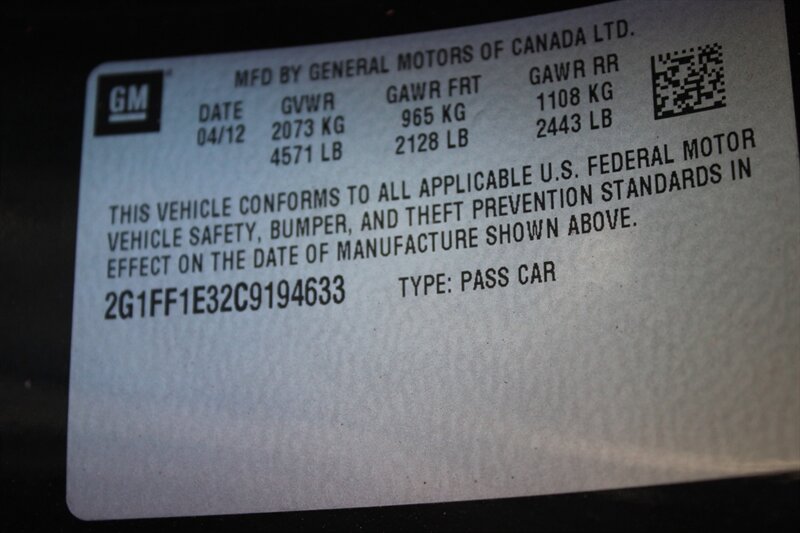 MFD BY GENERAL MOTORS OF CANADA LTD.
GM
DATE GVWR GAWR FRT GAWR RR
04/12 2073 KG 965 KG 1108 KG
4571 LB 2128 LB 2443 LB
THIS VEHICLE CONFORMS TO ALL APPLICABLE U.S. FEDERAL MOTOR
VEHICLE SAFETY, BUMPER, AND THEFT PREVENTION STANDARDS IN
EFFECT ON THE DATE OF MANUFACTURE SHOWN ABOVE.
2G1FF1E32C9194633 TYPE: PASS CAR